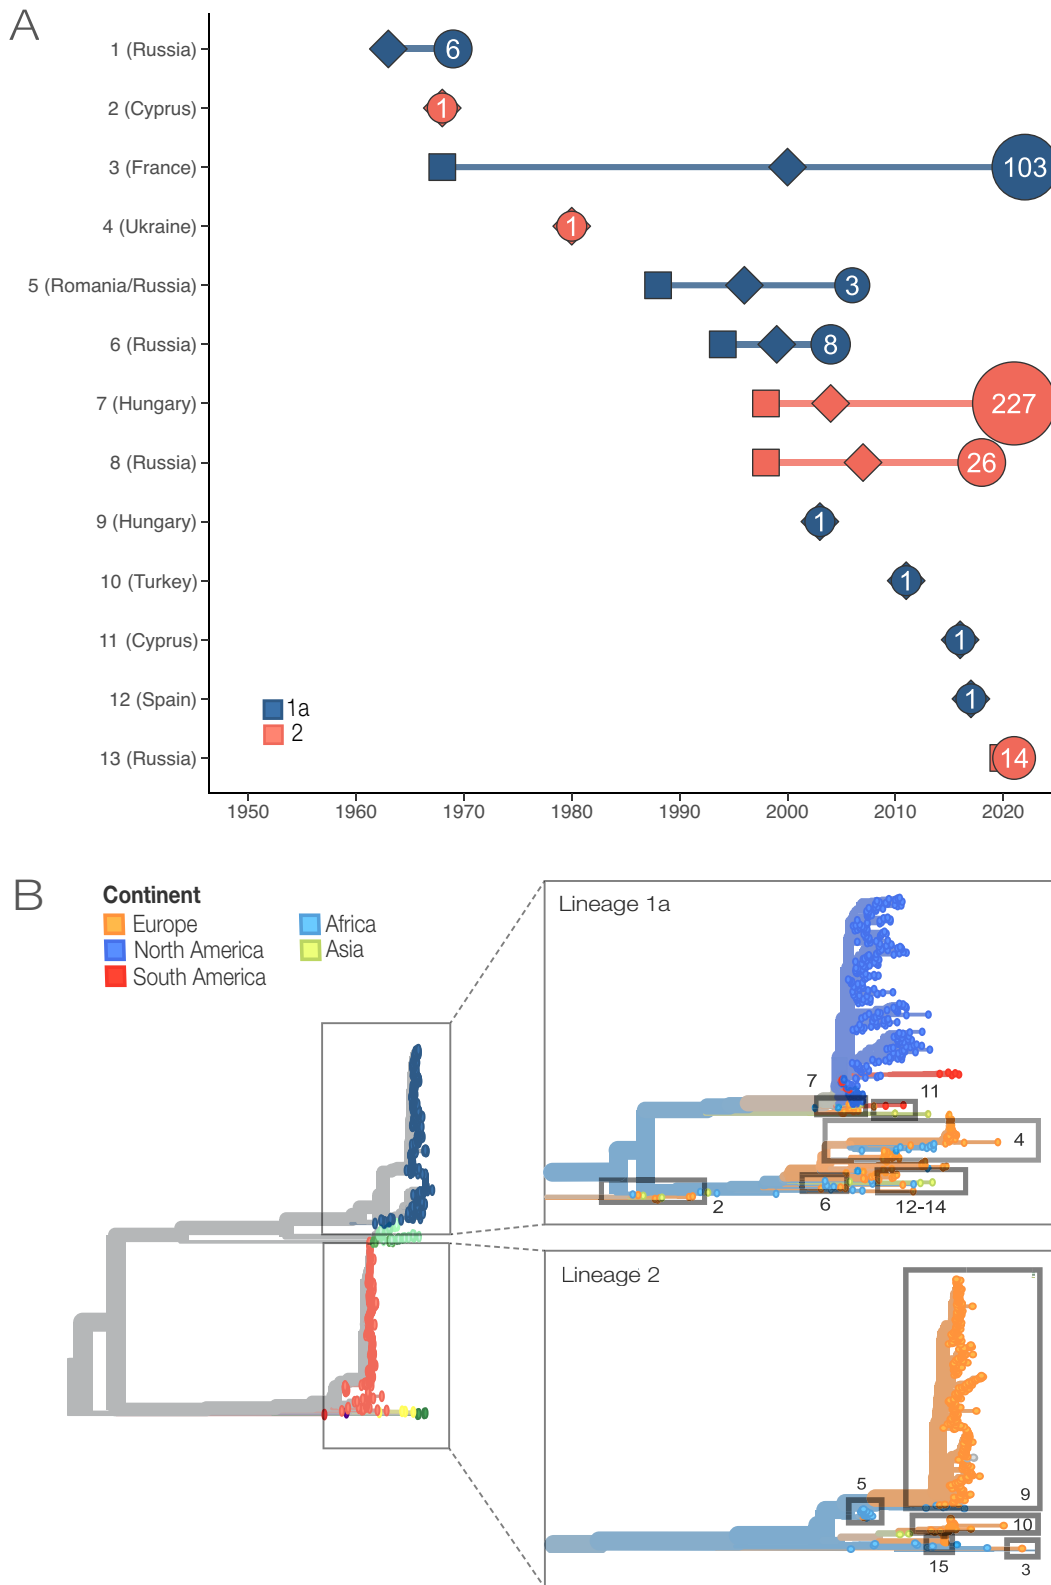 A
1 (Russia)
6
2 (Cyprus)
1
3 (France)
103
4 (Ukraine)
1
5 (Romania/Russia)
3
6 (Russia)
8
7 (Hungary)
227
8 (Russia)
26
9 (Hungary)
1
10 (Turkey)
1
11 (Cyprus)
1
12 (Spain)
1
1a
2
13 (Russia)
14
1950 1960 1970 1980 1990 2000 2010 2020
B
Continent
Europe
Africa
North America
Asia
South America
Lineage 1a
7
11
4
2
6
12-14
Lineage 2
5
9
10
15
3